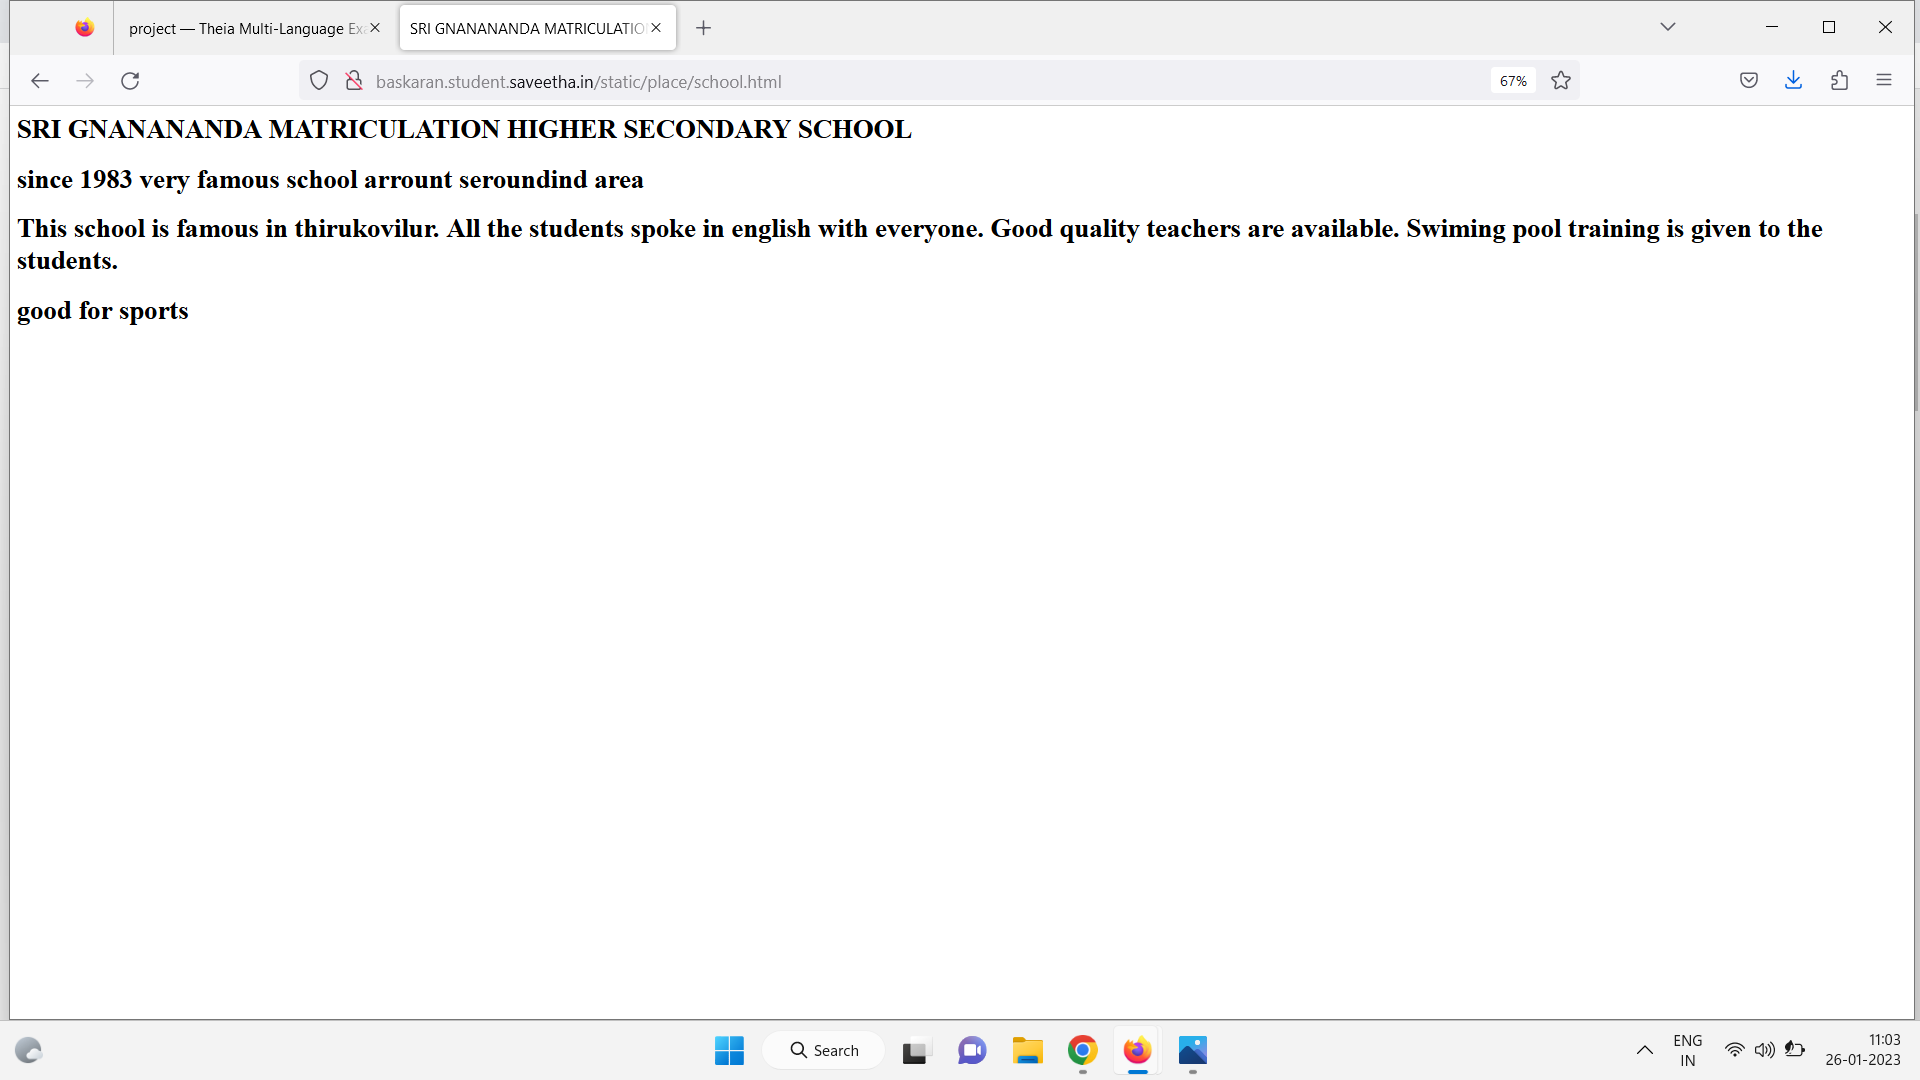 project — Theia Multi-Language Exa
SRI GNANANANDA MATRICULATION
baskaran.student.saveetha.in/static/place/school.html
67%
SRI GNANANANDA MATRICULATION HIGHER SECONDARY SCHOOL
since 1983 very famous school arrount seroundind area
This school is famous in thirukovilur. All the students spoke in english with everyone. Good quality teachers are available. Swiming pool training is given to the
students.
good for sports
Search
ENG
IN
11:03
26-01-2023